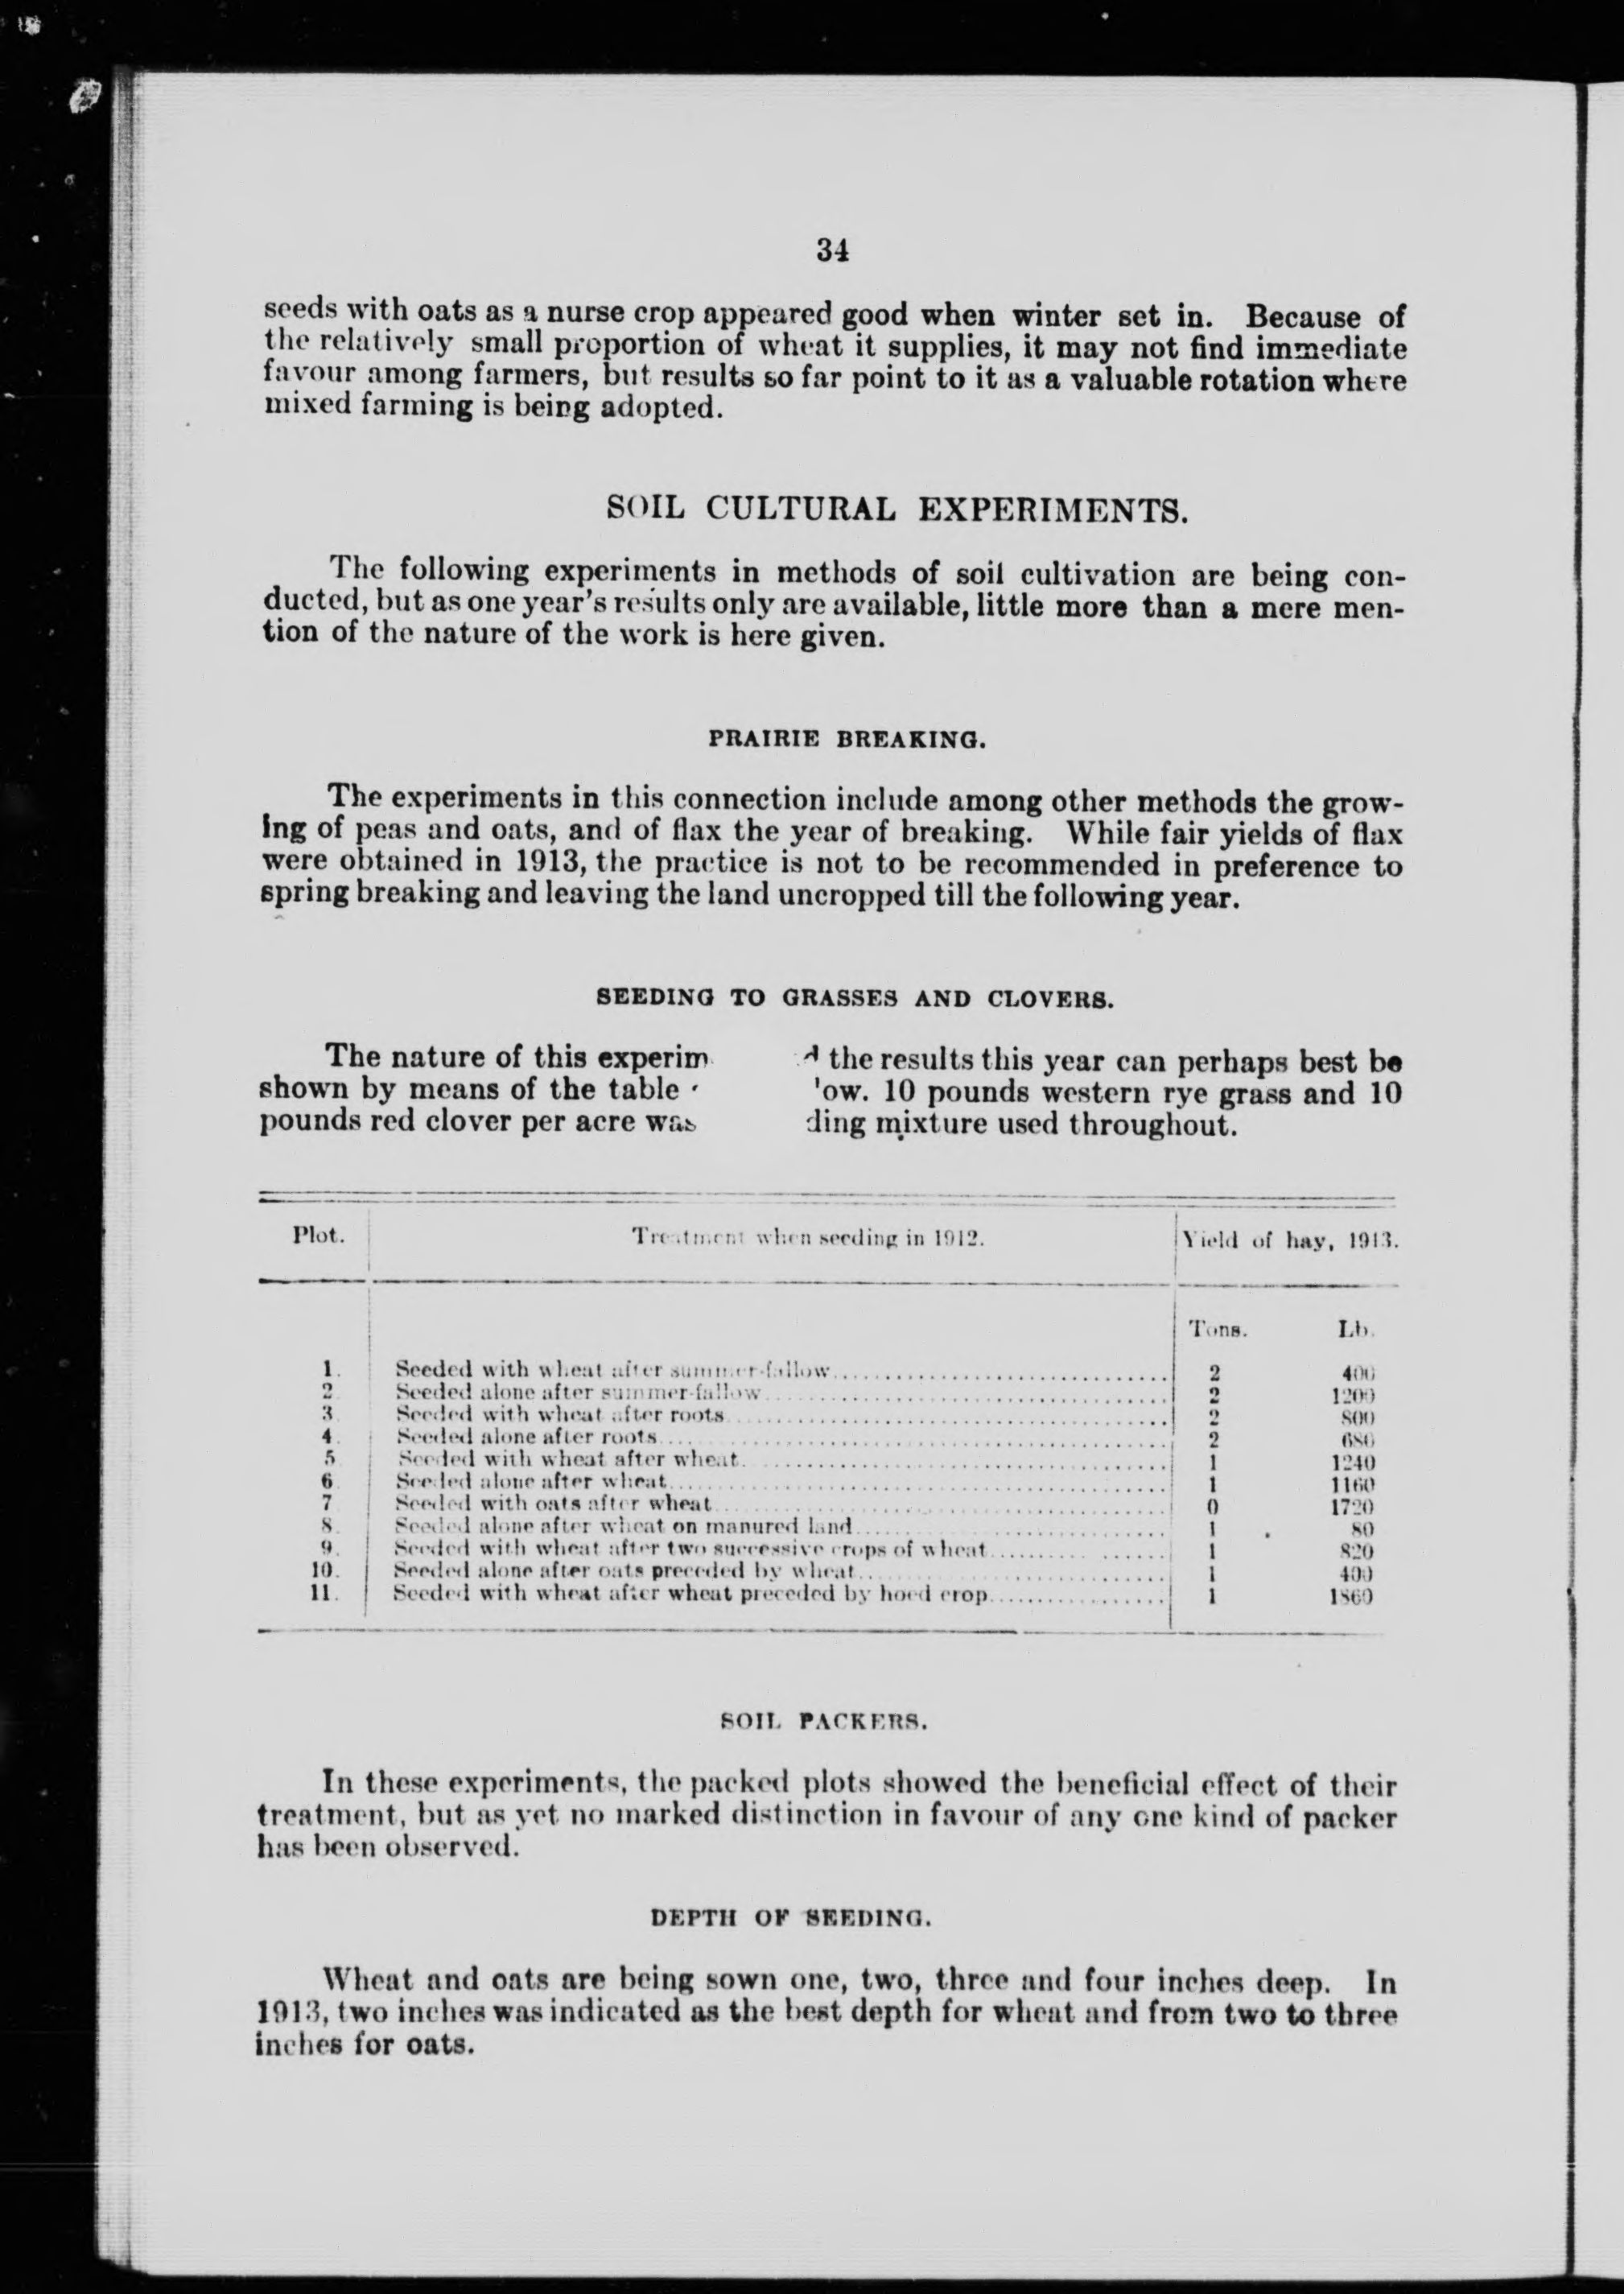 34
seeds with oats as a nurse crop appeared good when winter set in. Because of
the relatively small proportion of wheat it supplies, it may not find immediate
favour among farmers, but results so far point to it as a valuable rotation where
mixed farming is being adopted.
SOIL CULTURAL EXPERIMENTS.
The following experiments in methods of soil cultivation are being con-
ducted, but as one year's results only are available, little more than a mere men-
tion of the nature of the work is here given.
PRAIRIE BREAKING.
The experiments in this connection include among other methods the grow-
ing of peas and oats, and of flax the year of breaking. While fair yields of flax
were obtained in 1913, the practice is not to be recommended in preference to
spring breaking and leaving the land uncropped till the following year.
SEEDING TO GRASSES AND CLOVERS.
The nature of this experim the results this year can perhaps best be
shown by means of the table 'ow. 10 pounds western rye grass and 10
pounds red clover per acre was ding mixture used throughout.
Plot. Treatment when seeding in 1912. Yield of hay, 1913.
Tons. Lb.
1. Seeded with wheat after summer-fallow 2 400
2 Seeded alone after summer-fallow 2 1200
3. Seeded with wheat after roots 2 800
4. Seeded alone after roots 2 680
5 Seeded with wheat after wheat 1 1240
6. Seeded alone after wheat 1 1160
7 Seeded with oats after wheat 0 1720
8. Seeded alone after wheat on manured land 1 80
9. Seeded with wheat after two successive crops of wheat 1 820
10. Seeded alone after oats preceded by wheat 1 400
11. Seeded with wheat after wheat preceded by hoed crop 1 1860
SOIL PACKERS.
In these experiments, the packed plots showed the beneficial effect of their
treatment, but as yet no marked distinction in favour of any one kind of packer
has been observed.
DEPTH OF SEEDING.
Wheat and oats are being sown one, two, three and four inches deep. In
1913, two inches was indicated as the best depth for wheat and from two to three
inches for oats.